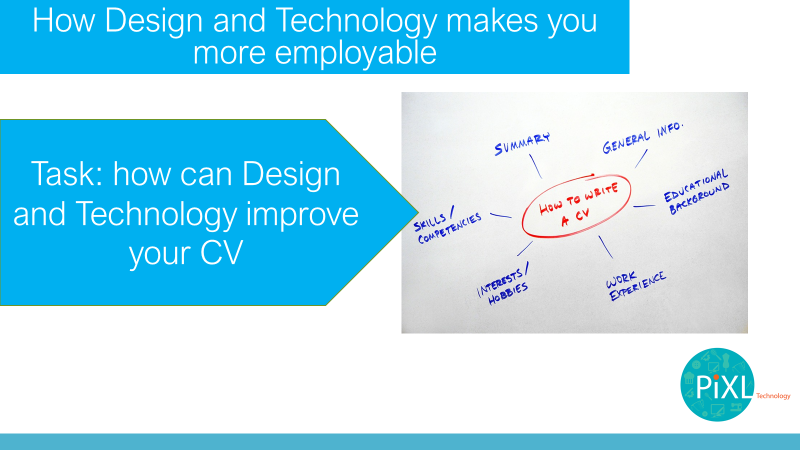 How Design and Technology makes you
more employable
Task: how can Design
and Technology improve
your CV
SUMMARY
GENERAL INFO.
HOW TO WRITE
A CV
EDUCATIONAL
BACKGROUND
SKILLS/
COMPETENCIES
INTERESTS/
HOBBIES
WORK
EXPERIENCE
PiXL
Technology